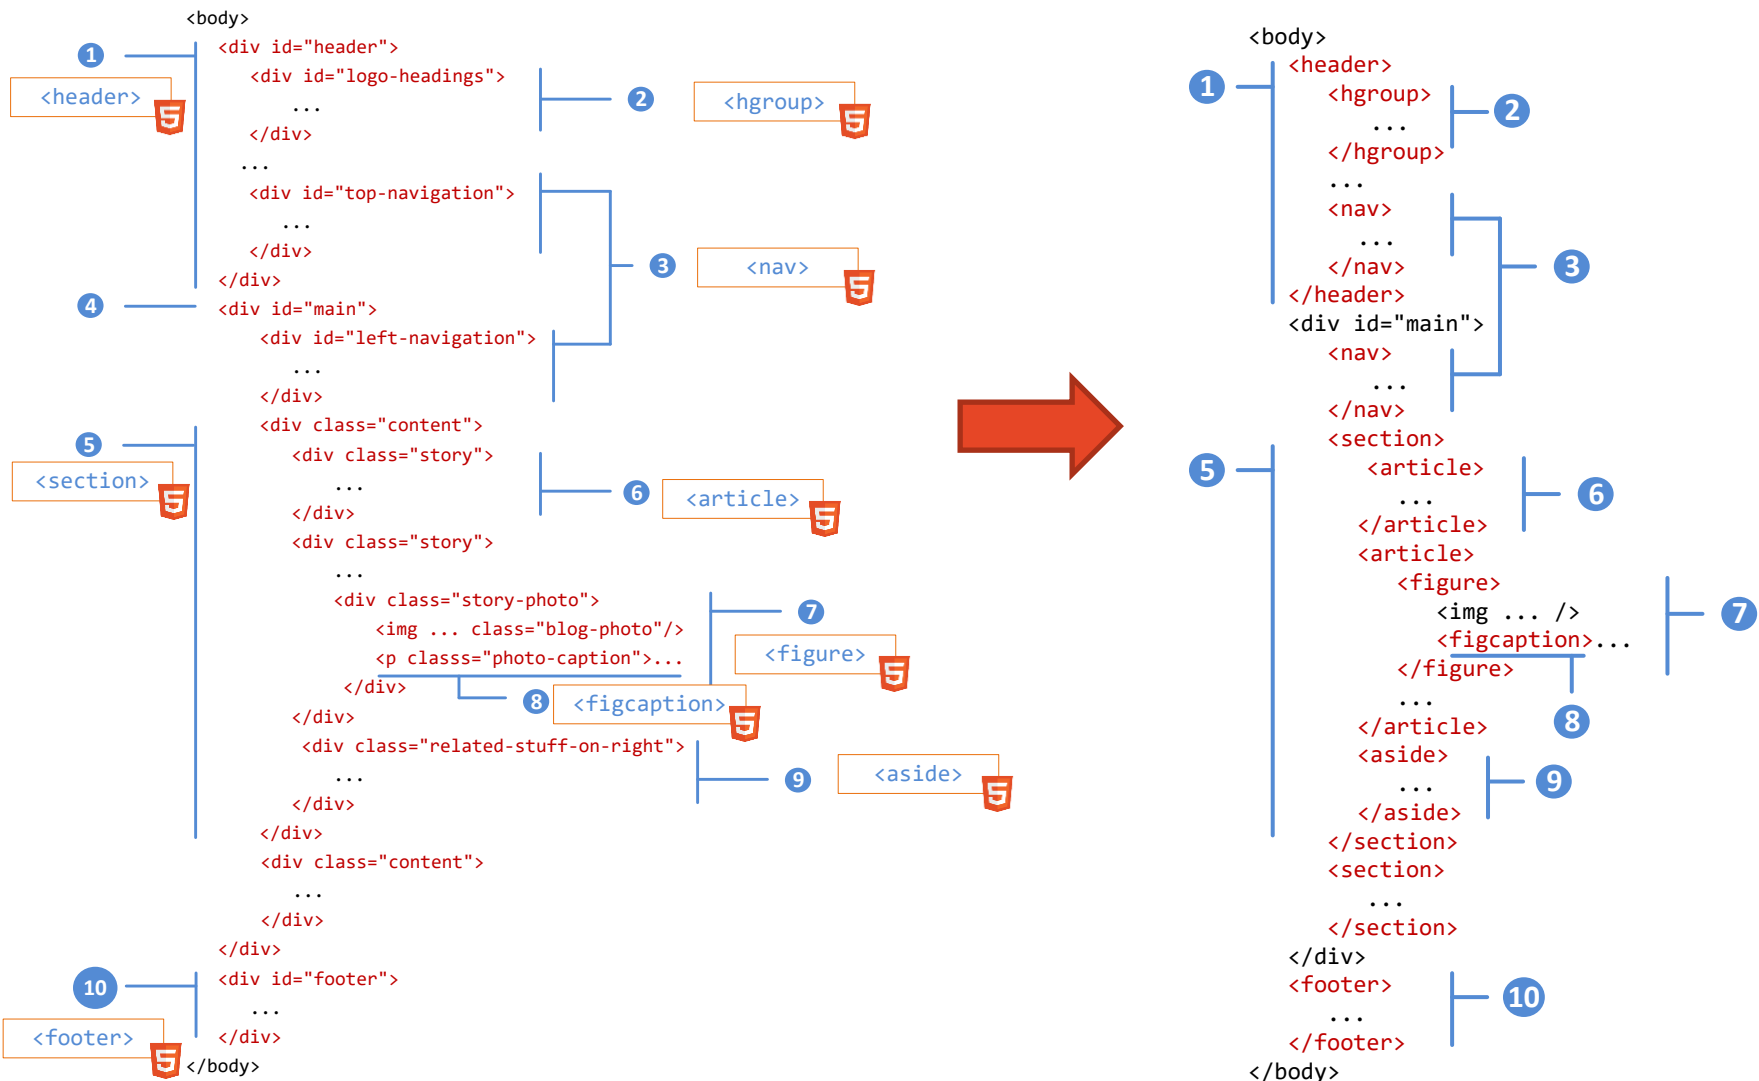 <body>
<div id="header">
1
<header>
<div id="logo-headings">
...
</div>
2
<hgroup>
...
<div id="top-navigation">
...
</div>
3
<nav>
</div>
4
<div id="main">
<div id="left-navigation">
...
</div>
<div class="content">
5
<section>
<div class="story">
...
</div>
6
<article>
<div class="story">
...
<div class="story-photo">
7
<img ... class="blog-photo"/>
<p classs="photo-caption">...
<figure>
</div>
8
<figcaption>
</div>
<div class="related-stuff-on-right">
...
</div>
9
<aside>
</div>
<div class="content">
...
</div>
</div>
<div id="footer">
10
...
</div>
<footer>
</body>
<body>
<header>
1
<hgroup>
...
</hgroup>
2
...
<nav>
...
</nav>
3
</header>
<div id="main">
<nav>
...
</nav>
<section>
5
<article>
...
</article>
6
<article>
<figure>
<img ... />
7
<figcaption>...
</figure>
8
...
</article>
<aside>
...
</aside>
9
</section>
<section>
...
</section>
</div>
<footer>
10
...
</footer>
</body>